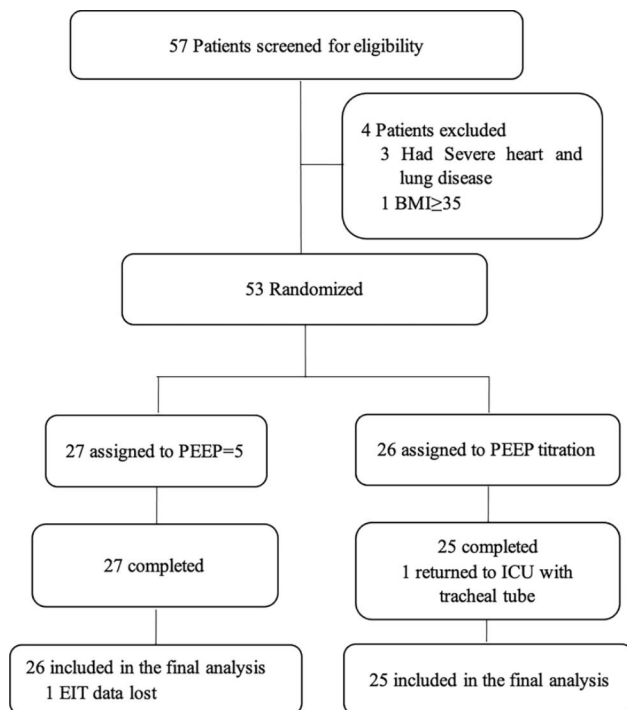 57 Patients screened for eligibility
4 Patients excluded
3 Had Severe heart and
lung disease
1 BMI≥35
53 Randomized
27 assigned to PEEP=5
26 assigned to PEEP titration
27 completed
25 completed
1 returned to ICU with
tracheal tube
26 included in the final analysis
1 EIT data lost
25 included in the final analysis